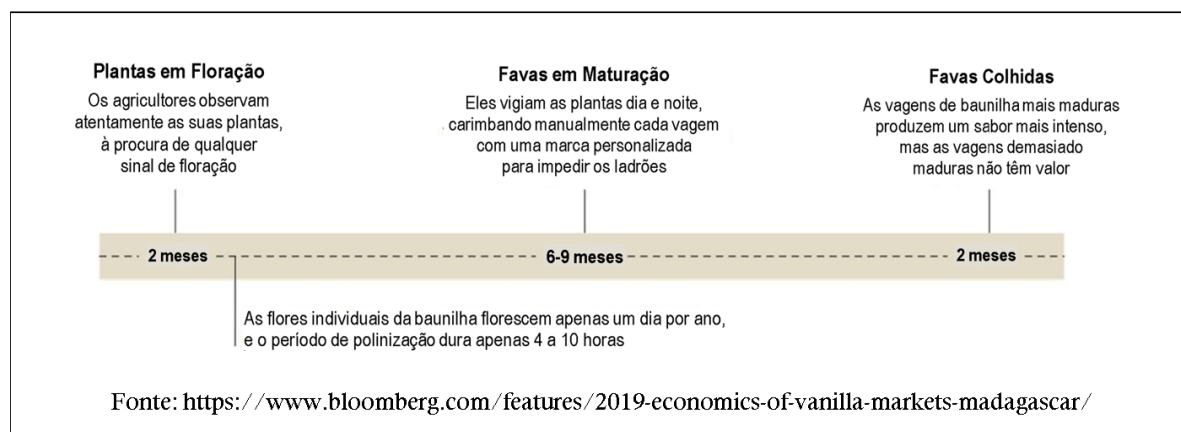 Plantas em Floração
Os agricultores observam
atentamente as suas plantas,
à procura de qualquer
sinal de floração
Favas em Maturação
Eles vigiam as plantas dia e noite,
carimbando manualmente cada vagem
com uma marca personalizada
para impedir os ladrões
Favas Colhidas
As vagens de baunilha mais maduras
produzem um sabor mais intenso,
mas as vagens demasiado
maduras não têm valor
2 meses
6-9 meses
2 meses
As flores individuais da baunilha florescem apenas um dia por ano,
e o período de polinização dura apenas 4 a 10 horas
Fonte: https://www.bloomberg.com/features/2019-economics-of-vanilla-markets-madagascar/